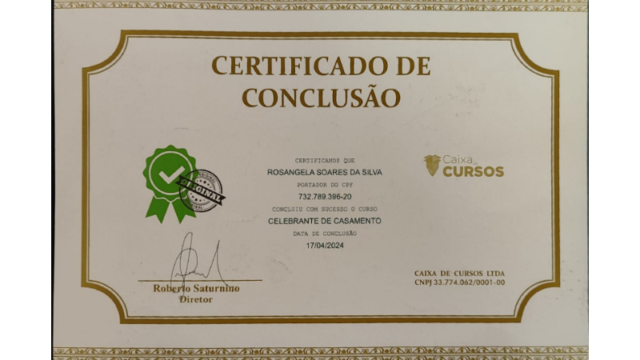 CERTIFICADO DE
CONCLUSÃO
CERTIFICAMOS QUE
ROSANGELA SOARES DA SILVA
PORTADOR DO CPF
732.789.396-20
CONCLUIU COM SUCESSO O CURSO
CELEBRANTE DE CASAMENTO
DATA DE CONCLUSÃO
17/04/2024
Caixa_
CURSOS
ORIGINAL
Roberto Saturnino
Diretor
CAIXA DE CURSOS LTDA
CNPJ 33.774.062/0001-00